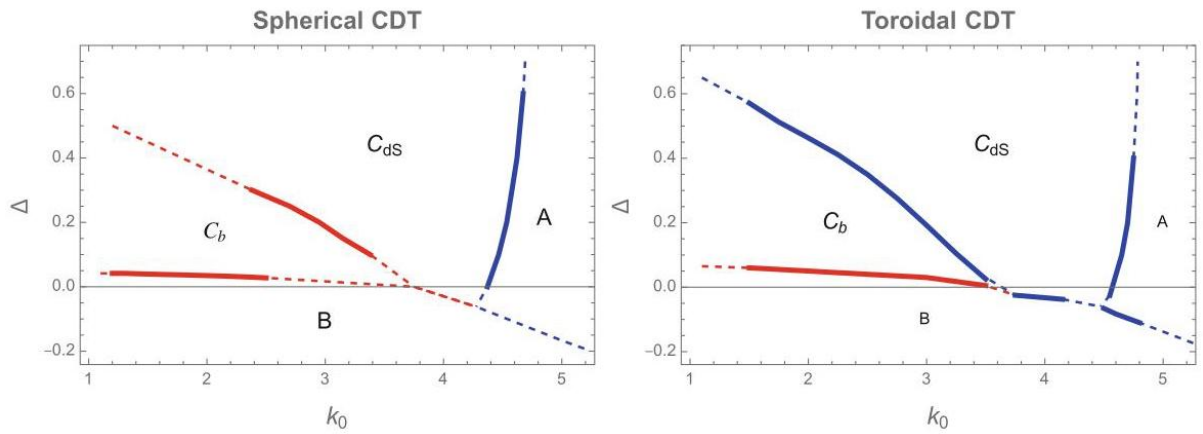 Spherical CDT
0.6
0.4
Δ
0.2
0.0
−0.2
C_dS
C_b
A
B
1 2 3 4 5
k_0
Toroidal CDT
0.6
0.4
Δ
0.2
0.0
−0.2
C_dS
C_b
A
B
1 2 3 4 5
k_0